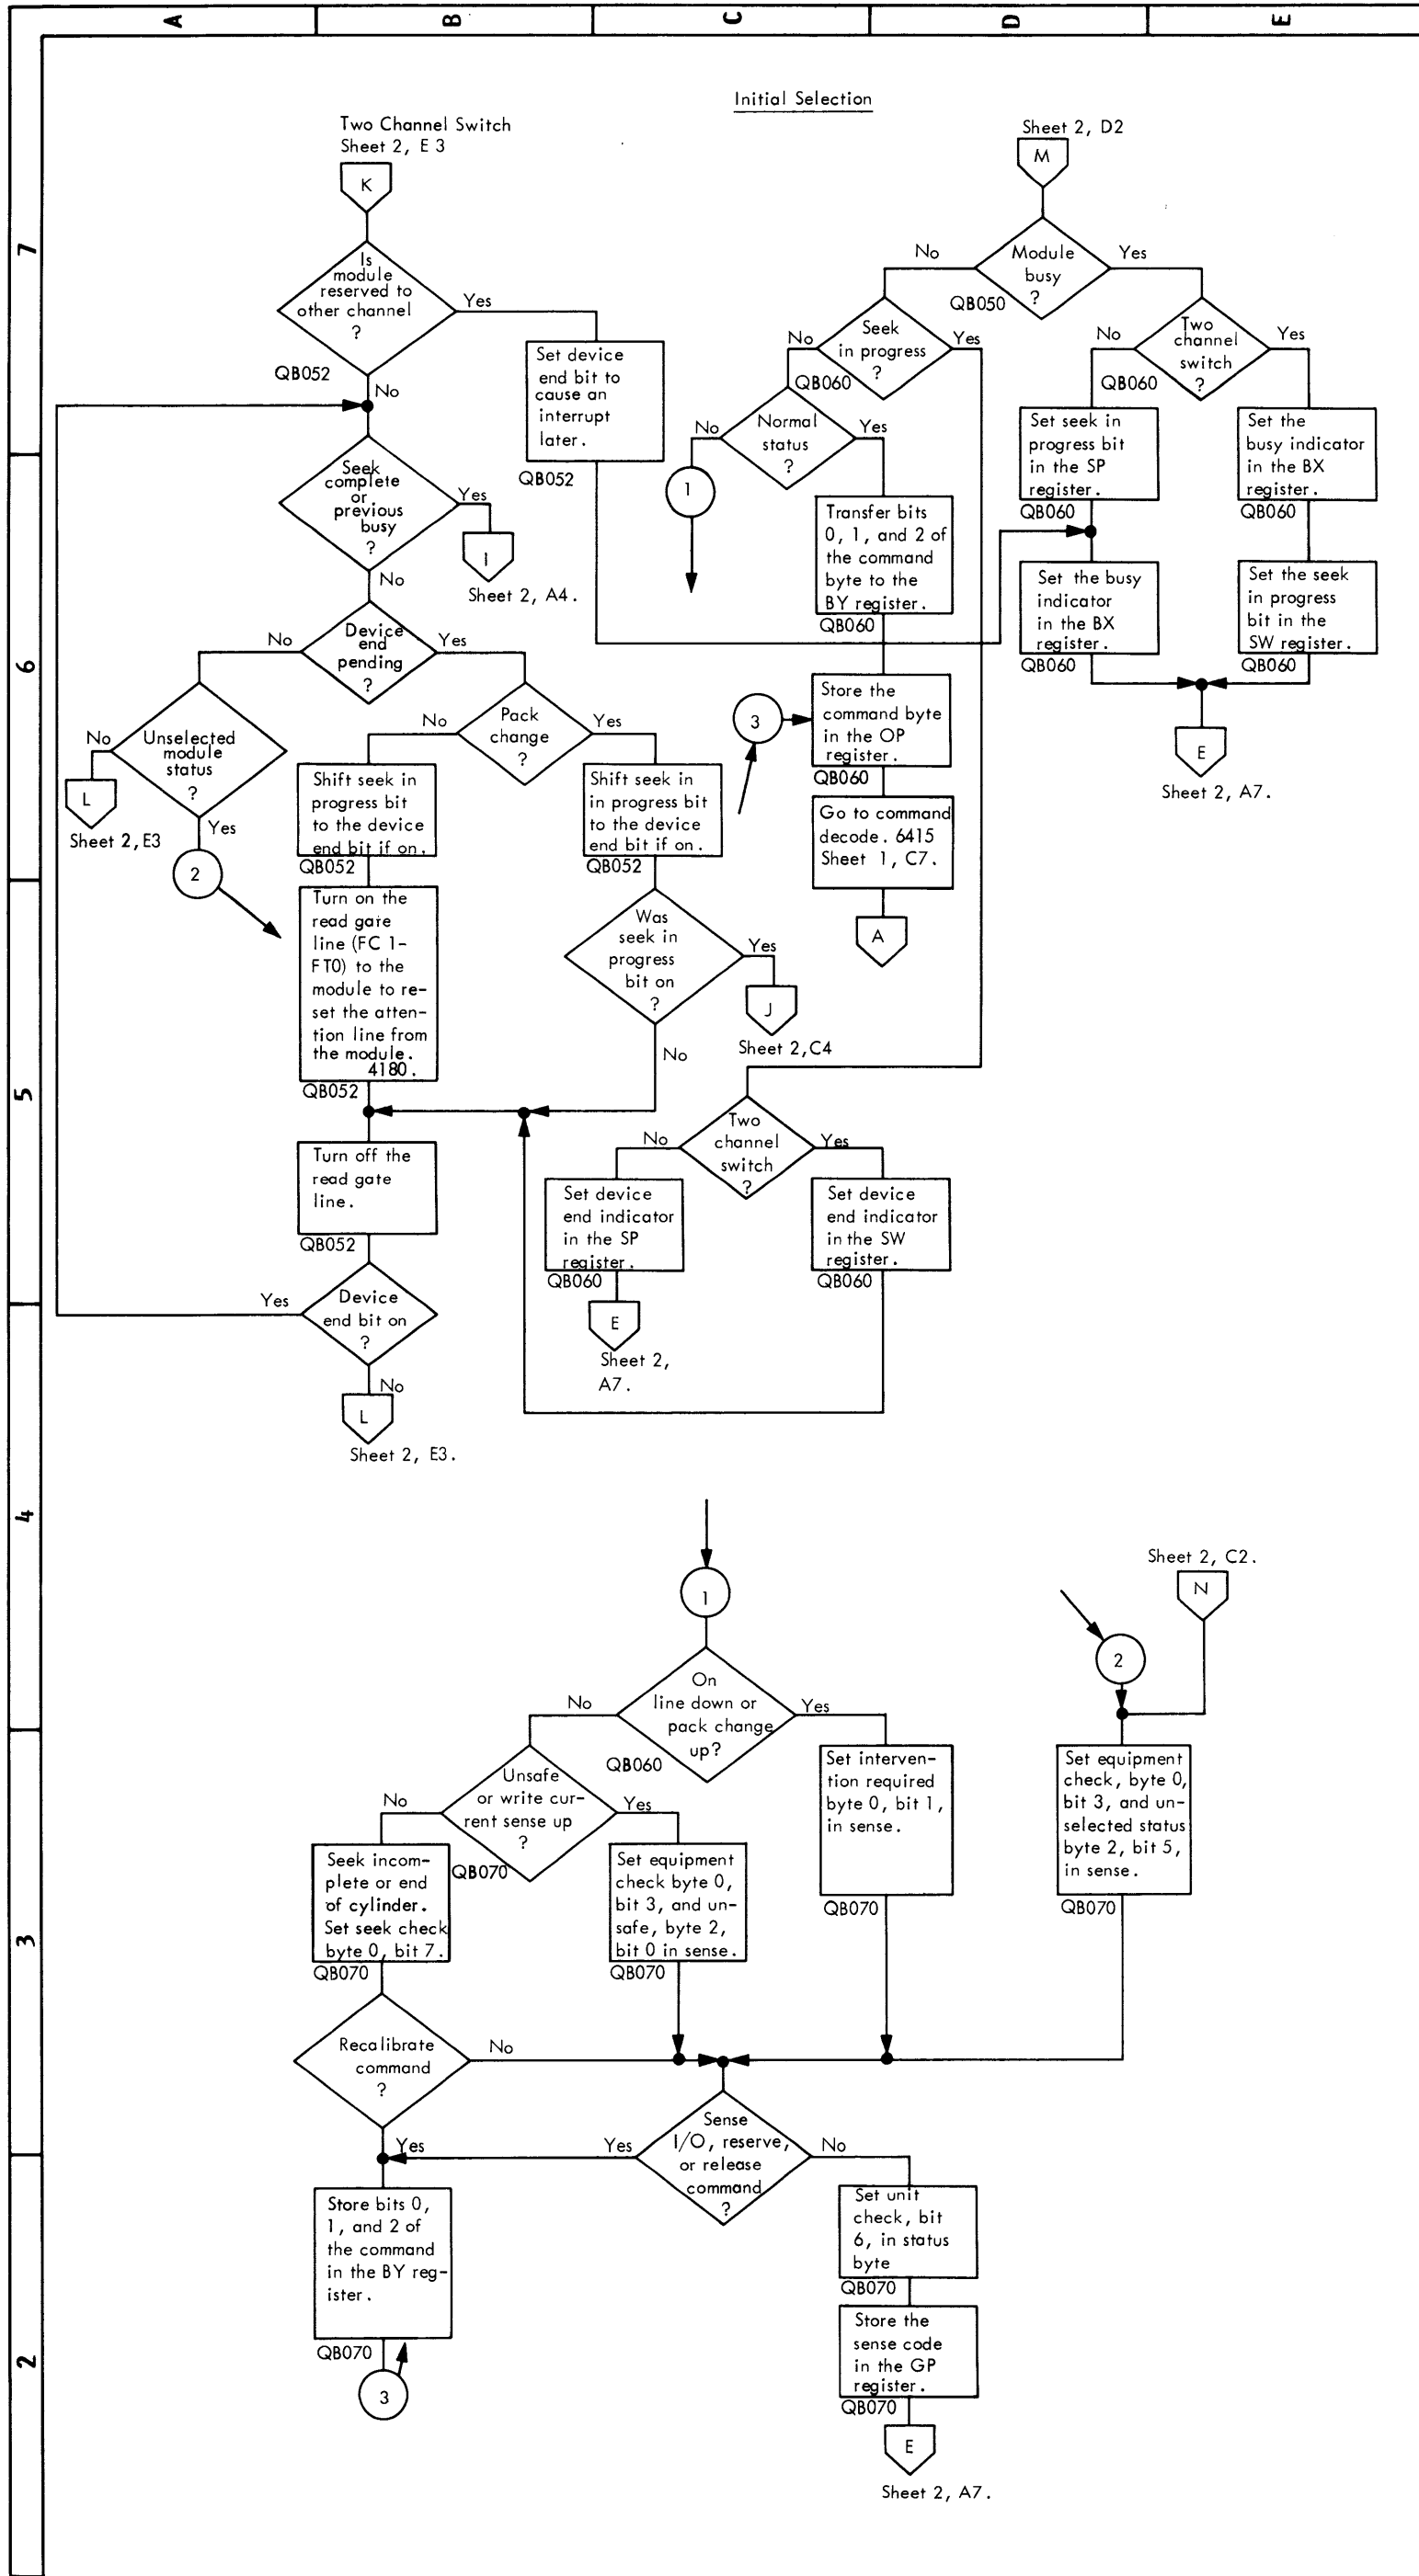 A
B
C
D
E
7
6
5
4
3
2
Initial Selection
Two Channel Switch
Sheet 2, E 3
K
Is
module
reserved to
other channel
?
Yes
QB052
No
Set device
end bit to
cause an
interrupt
later.
QB052
Seek
complete
or
previous
busy
?
Yes
I
Sheet 2, A4.
No
Device
end
pending
?
No
Yes
Unselected
module
status
?
No
L
Sheet 2,E3
Yes
2
Pack
change
?
No
Yes
Shift seek in
progress bit
to the device
end bit if on.
QB052
Shift seek in
in progress bit
to the device
end bit if on.
QB052
Turn on the
read gate
line (FC 1-
FT0) to the
module to re-
set the atten-
tion line from
the module.
4180.
QB052
Was
seek in
progress
bit on
?
Yes
J
Sheet 2,C4
No
Turn off the
read gate
line.
QB052
Device
end bit on
?
Yes
No
L
Sheet 2, E3.
Sheet 2, D2
M
Module
busy
?
No
Yes
QB050
Seek
in progress
?
No
Yes
QB060
Normal
status
?
No
Yes
1
Transfer bits
0, 1, and 2 of
the command
byte to the
BY register.
QB060
3
Store the
command byte
in the OP
register.
QB060
Go to command
decode. 6415
Sheet 1, C7.
A
Two
channel
switch
?
No
Yes
QB060
Set seek in
progress bit
in the SP
register.
QB060
Set the
busy indicator
in the BX
register.
QB060
Set the busy
indicator
in the BX
register.
QB060
Set the seek
in progress
bit in the
SW register.
QB060
E
Sheet 2, A7.
Two
channel
switch
?
No
Yes
Set device
end indicator
in the SP
register.
QB060
Set device
end indicator
in the SW
register.
QB060
E
Sheet 2,
A7.
1
On
line down or
pack change
up?
No
Yes
QB060
Unsafe
or write cur-
rent sense up
?
No
Yes
QB070
Seek incom-
plete or end
of cylinder.
Set seek check
byte 0, bit 7.
QB070
Set equipment
check byte 0,
bit 3, and un-
safe, byte 2,
bit 0 in sense.
QB070
Set interven-
tion required
byte 0, bit 1,
in sense.
QB070
Sheet 2, C2.
N
2
Set equipment
check, byte 0,
bit 3, and un-
selected status
byte 2, bit 5,
in sense.
QB070
Recalibrate
command
?
No
Yes
Sense
I/O, reserve,
or release
command
?
Yes
No
Store bits 0,
1, and 2 of
the command
in the BY reg-
ister.
QB070
3
Set unit
check, bit
6, in status
byte
QB070
Store the
sense code
in the GP
register.
QB070
E
Sheet 2, A7.